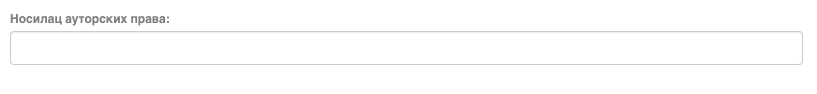 Носилац ауторских права: